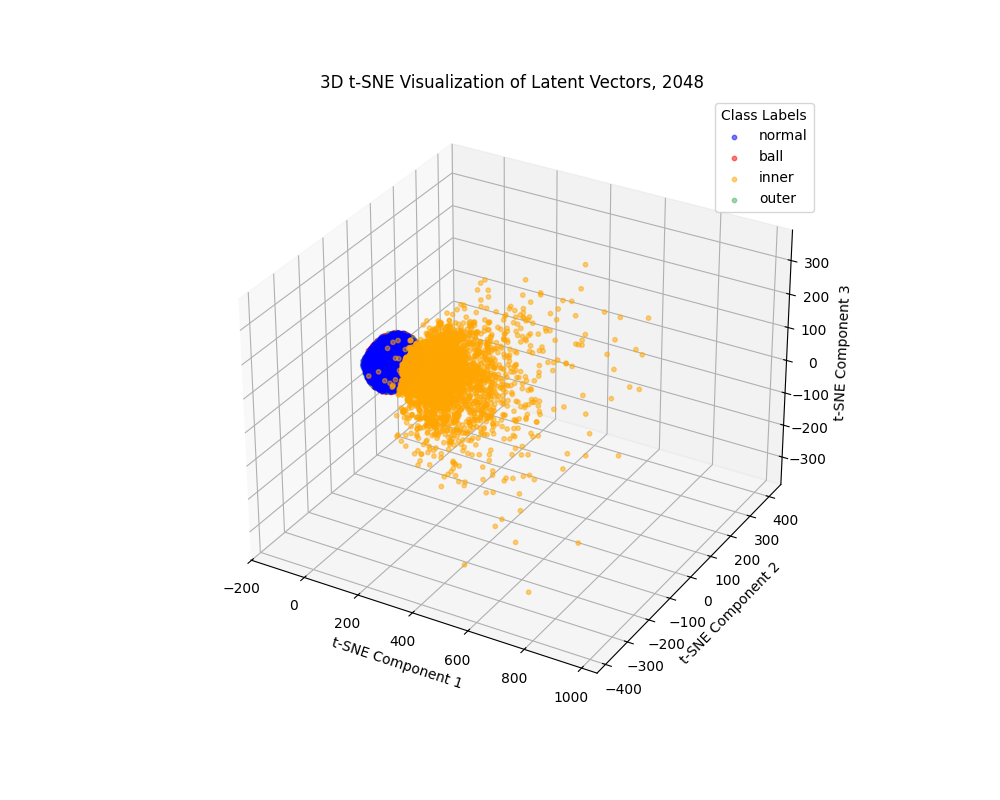 3D t-SNE Visualization of Latent Vectors, 2048
Class Labels
normal
ball
inner
outer
300
200
100
0
−100
−200
−300
t-SNE Component 3
400
300
200
100
0
−100
−200
−300
−400
t-SNE Component 2
−200
0
200
400
600
800
1000
t-SNE Component 1